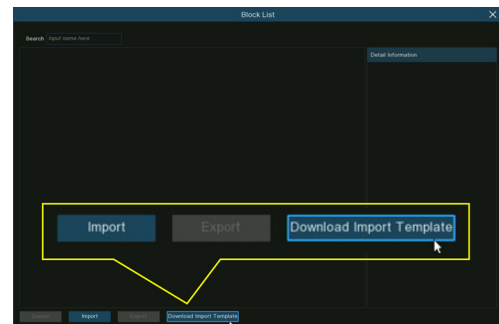 Block List
Search Input name here ...
Detail Information
Import Export Download Import Template
Import Export Download Import Template